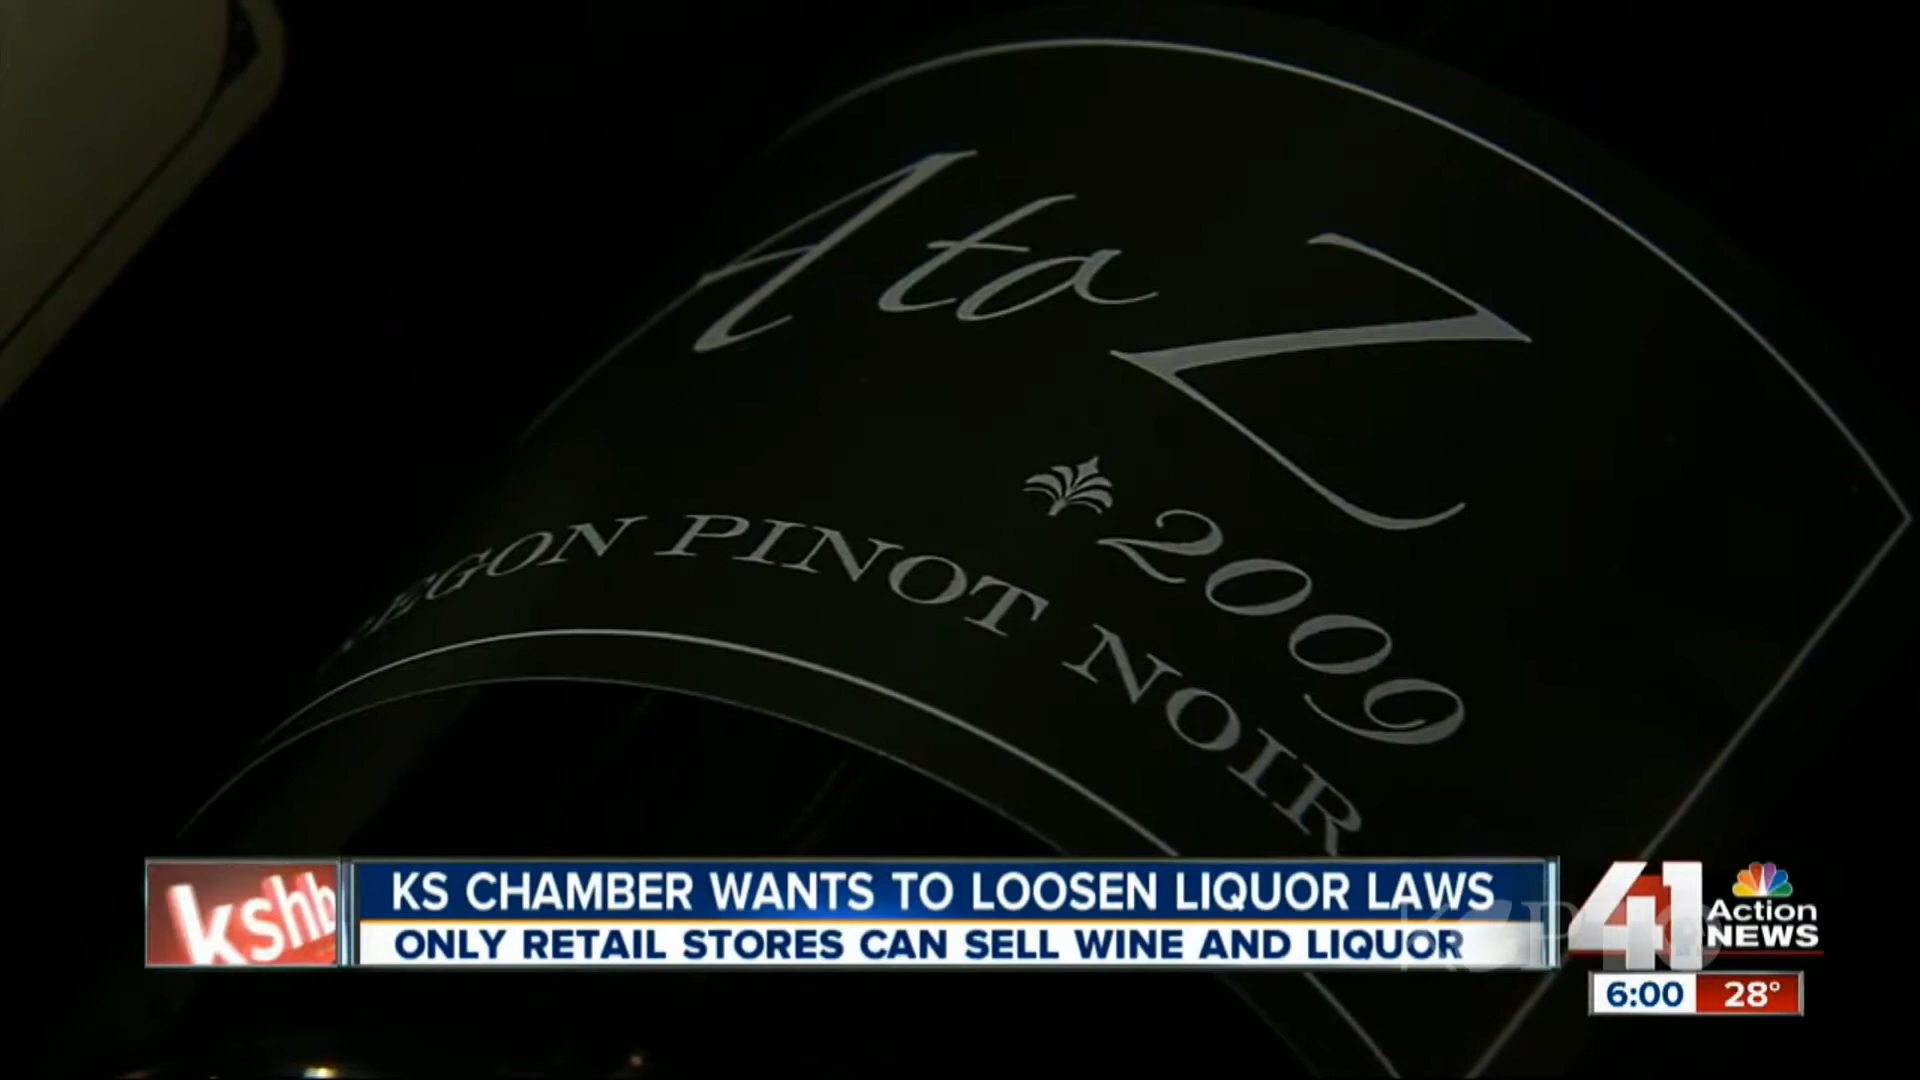 A to Z
2009
OREGON PINOT NOIR
kshb
KS CHAMBER WANTS TO LOOSEN LIQUOR LAWS
ONLY RETAIL STORES CAN SELL WINE AND LIQUOR
41
Action
NEWS
6:00 28°